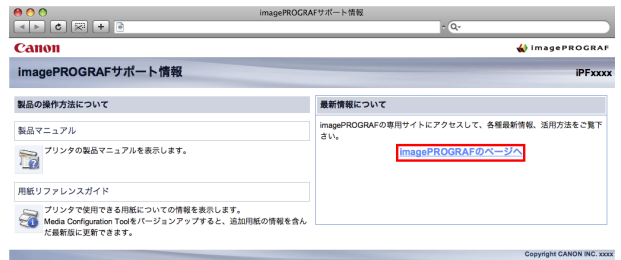 imagePROGRAFサポート情報
Q
Canon
imagePROGRAF
imagePROGRAFサポート情報
iPFxxxx
製品の操作方法について
製品マニュアル
プリンタの製品マニュアルを表示します。
用紙リファレンスガイド
プリンタで使用できる用紙についての情報を表示します。
Media Configuration Toolをバージョンアップすると、追加用紙の情報を含ん
だ最新版に更新できます。
最新情報について
imagePROGRAFの専用サイトにアクセスして、各種最新情報、活用方法をご覧下
さい。
imagePROGRAFのページへ
Copyright CANON INC. xxxx